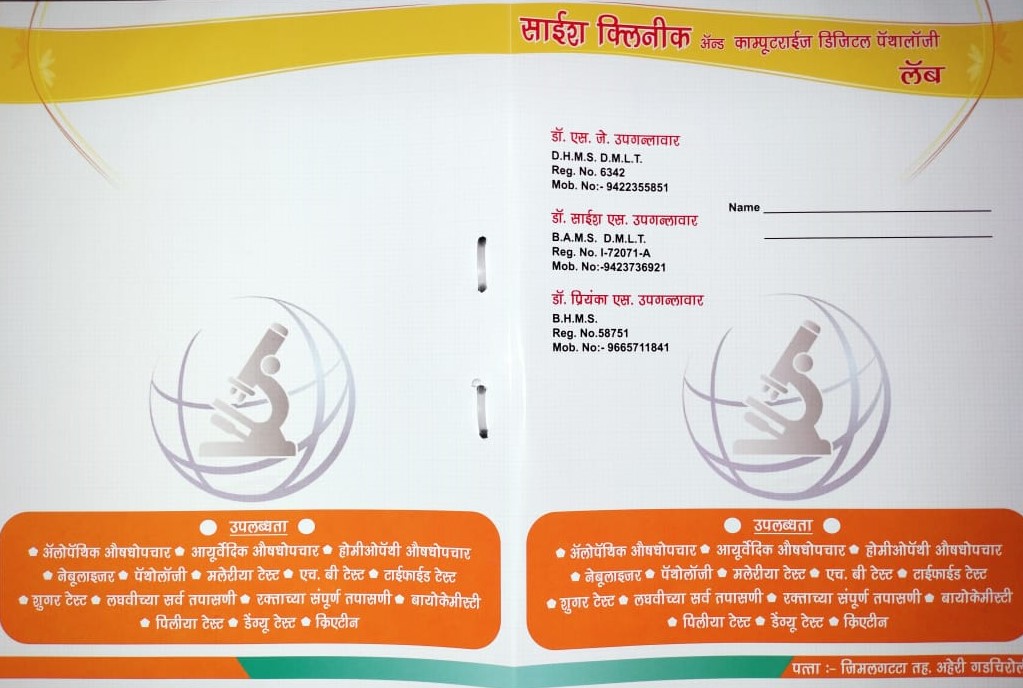 साईश क्लिनीक ॲन्ड काम्पूटराईज डिजिटल पॅथालॉजी
लॅब
डॉ. एस. जे. उपगन्लावार
D.H.M.S. D.M.L.T.
Reg. No. 6342
Mob. No:- 9422355851
Name
डॉ. साईश एस. उपगन्लावार
B.A.M.S. D.M.L.T.
Reg. No. I-72071-A
Mob. No:-9423736921
डॉ. प्रियंका एस. उपगन्लावार
B.H.M.S.
Reg. No.58751
Mob. No:- 9665711841
उपलब्धता
ॲलोपॅथिक औषधोपचार आयूर्वेदिक औषधोपचार होमीओपॅथी औषधोपचार
नेबूलाइजर पॅथोलॉजी मलेरीया टेस्ट एच. बी टेस्ट टाईफाईड टेस्ट
शुगर टेस्ट लघवीच्या सर्व तपासणी रक्ताच्या संपूर्ण तपासणी बायोकेमीस्टी
पिलीया टेस्ट डेंग्यू टेस्ट क्रिएटीन
उपलब्धता
ॲलोपॅथिक औषधोपचार आयूर्वेदिक औषधोपचार होमीओपॅथी औषधोपचार
नेबूलाइजर पॅथोलॉजी मलेरीया टेस्ट एच. बी टेस्ट टाईफाईड टेस्ट
शुगर टेस्ट लघवीच्या सर्व तपासणी रक्ताच्या संपूर्ण तपासणी बायोकेमीस्टी
पिलीया टेस्ट डेंग्यू टेस्ट क्रिएटीन
पत्ता :- जिमलगटटा तह. अहेरी गडचिरोल